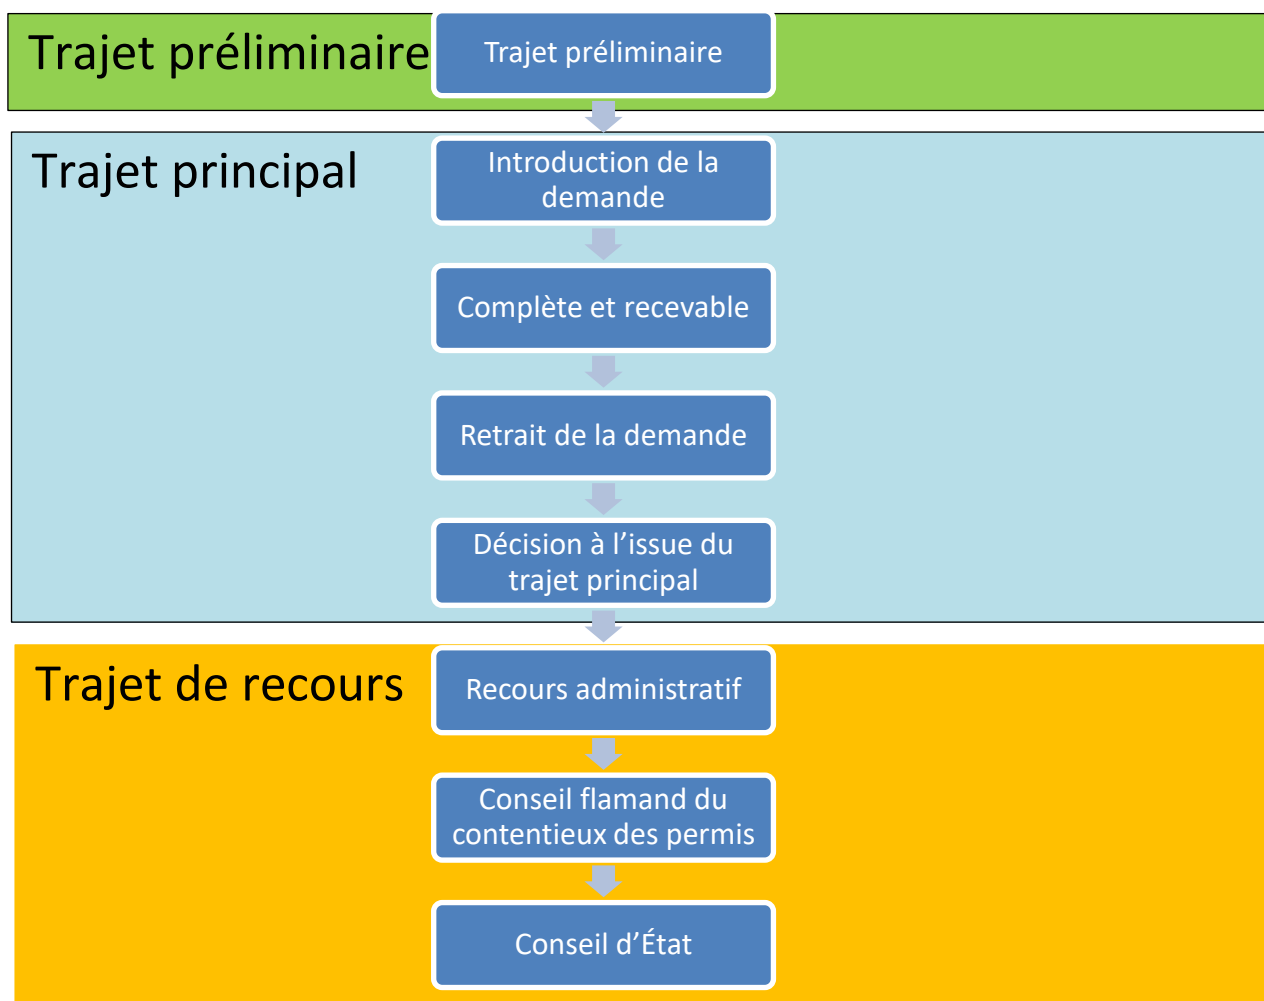 Trajet préliminaire
Trajet préliminaire
Trajet principal
Introduction de la
demande
Complète et recevable
Retrait de la demande
Décision à l’issue du
trajet principal
Trajet de recours
Recours administratif
Conseil flamand du
contentieux des permis
Conseil d’État